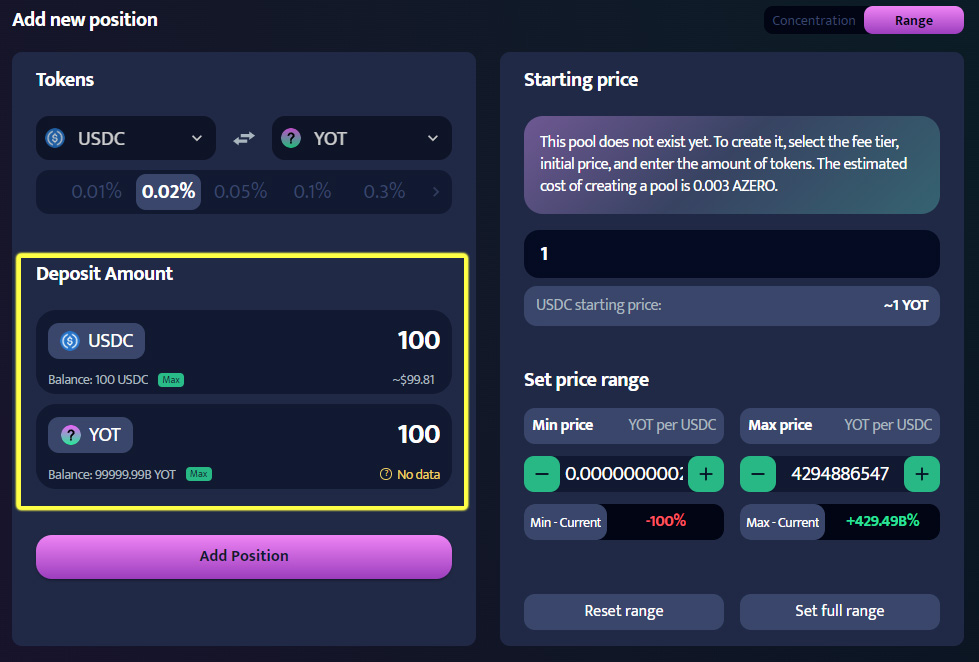 Add new position
Concentration
Range
Tokens
USDC
YOT
0.01%
0.02%
0.05%
0.1%
0.3%
Deposit Amount
USDC
100
Balance: 100 USDC
Max
~$99.81
YOT
100
Balance: 99999.99B YOT
Max
No data
Add Position
Starting price
This pool does not exist yet. To create it, select the fee tier,
initial price, and enter the amount of tokens. The estimated
cost of creating a pool is 0.003 AZERO.
1
USDC starting price:
~1 YOT
Set price range
Min price
YOT per USDC
Max price
YOT per USDC
0.0000000002
4294886547
Min - Current
-100%
Max - Current
+429.49B%
Reset range
Set full range